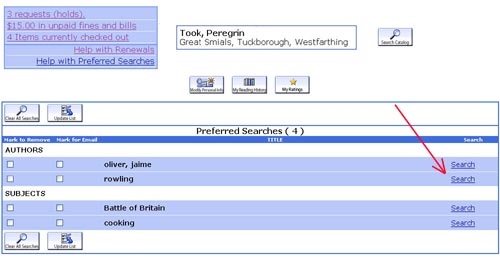 3 requests (holds).
$15.00 in unpaid fines and bills
4 Items currently checked out
Help with Renewals
Help with Preferred Searches
Took, Peregrin
Great Smials, Tuckborough, Westfarthing
Search Catalog
Modify Personal Info
My Reading History
My Ratings
Clear All Searches
Update List
Preferred Searches ( 4 )
Mark to Remove Mark for Email TITLE Search
AUTHORS
oliver, jaime Search
rowling Search
SUBJECTS
Battle of Britain Search
cooking Search
Clear All Searches
Update List